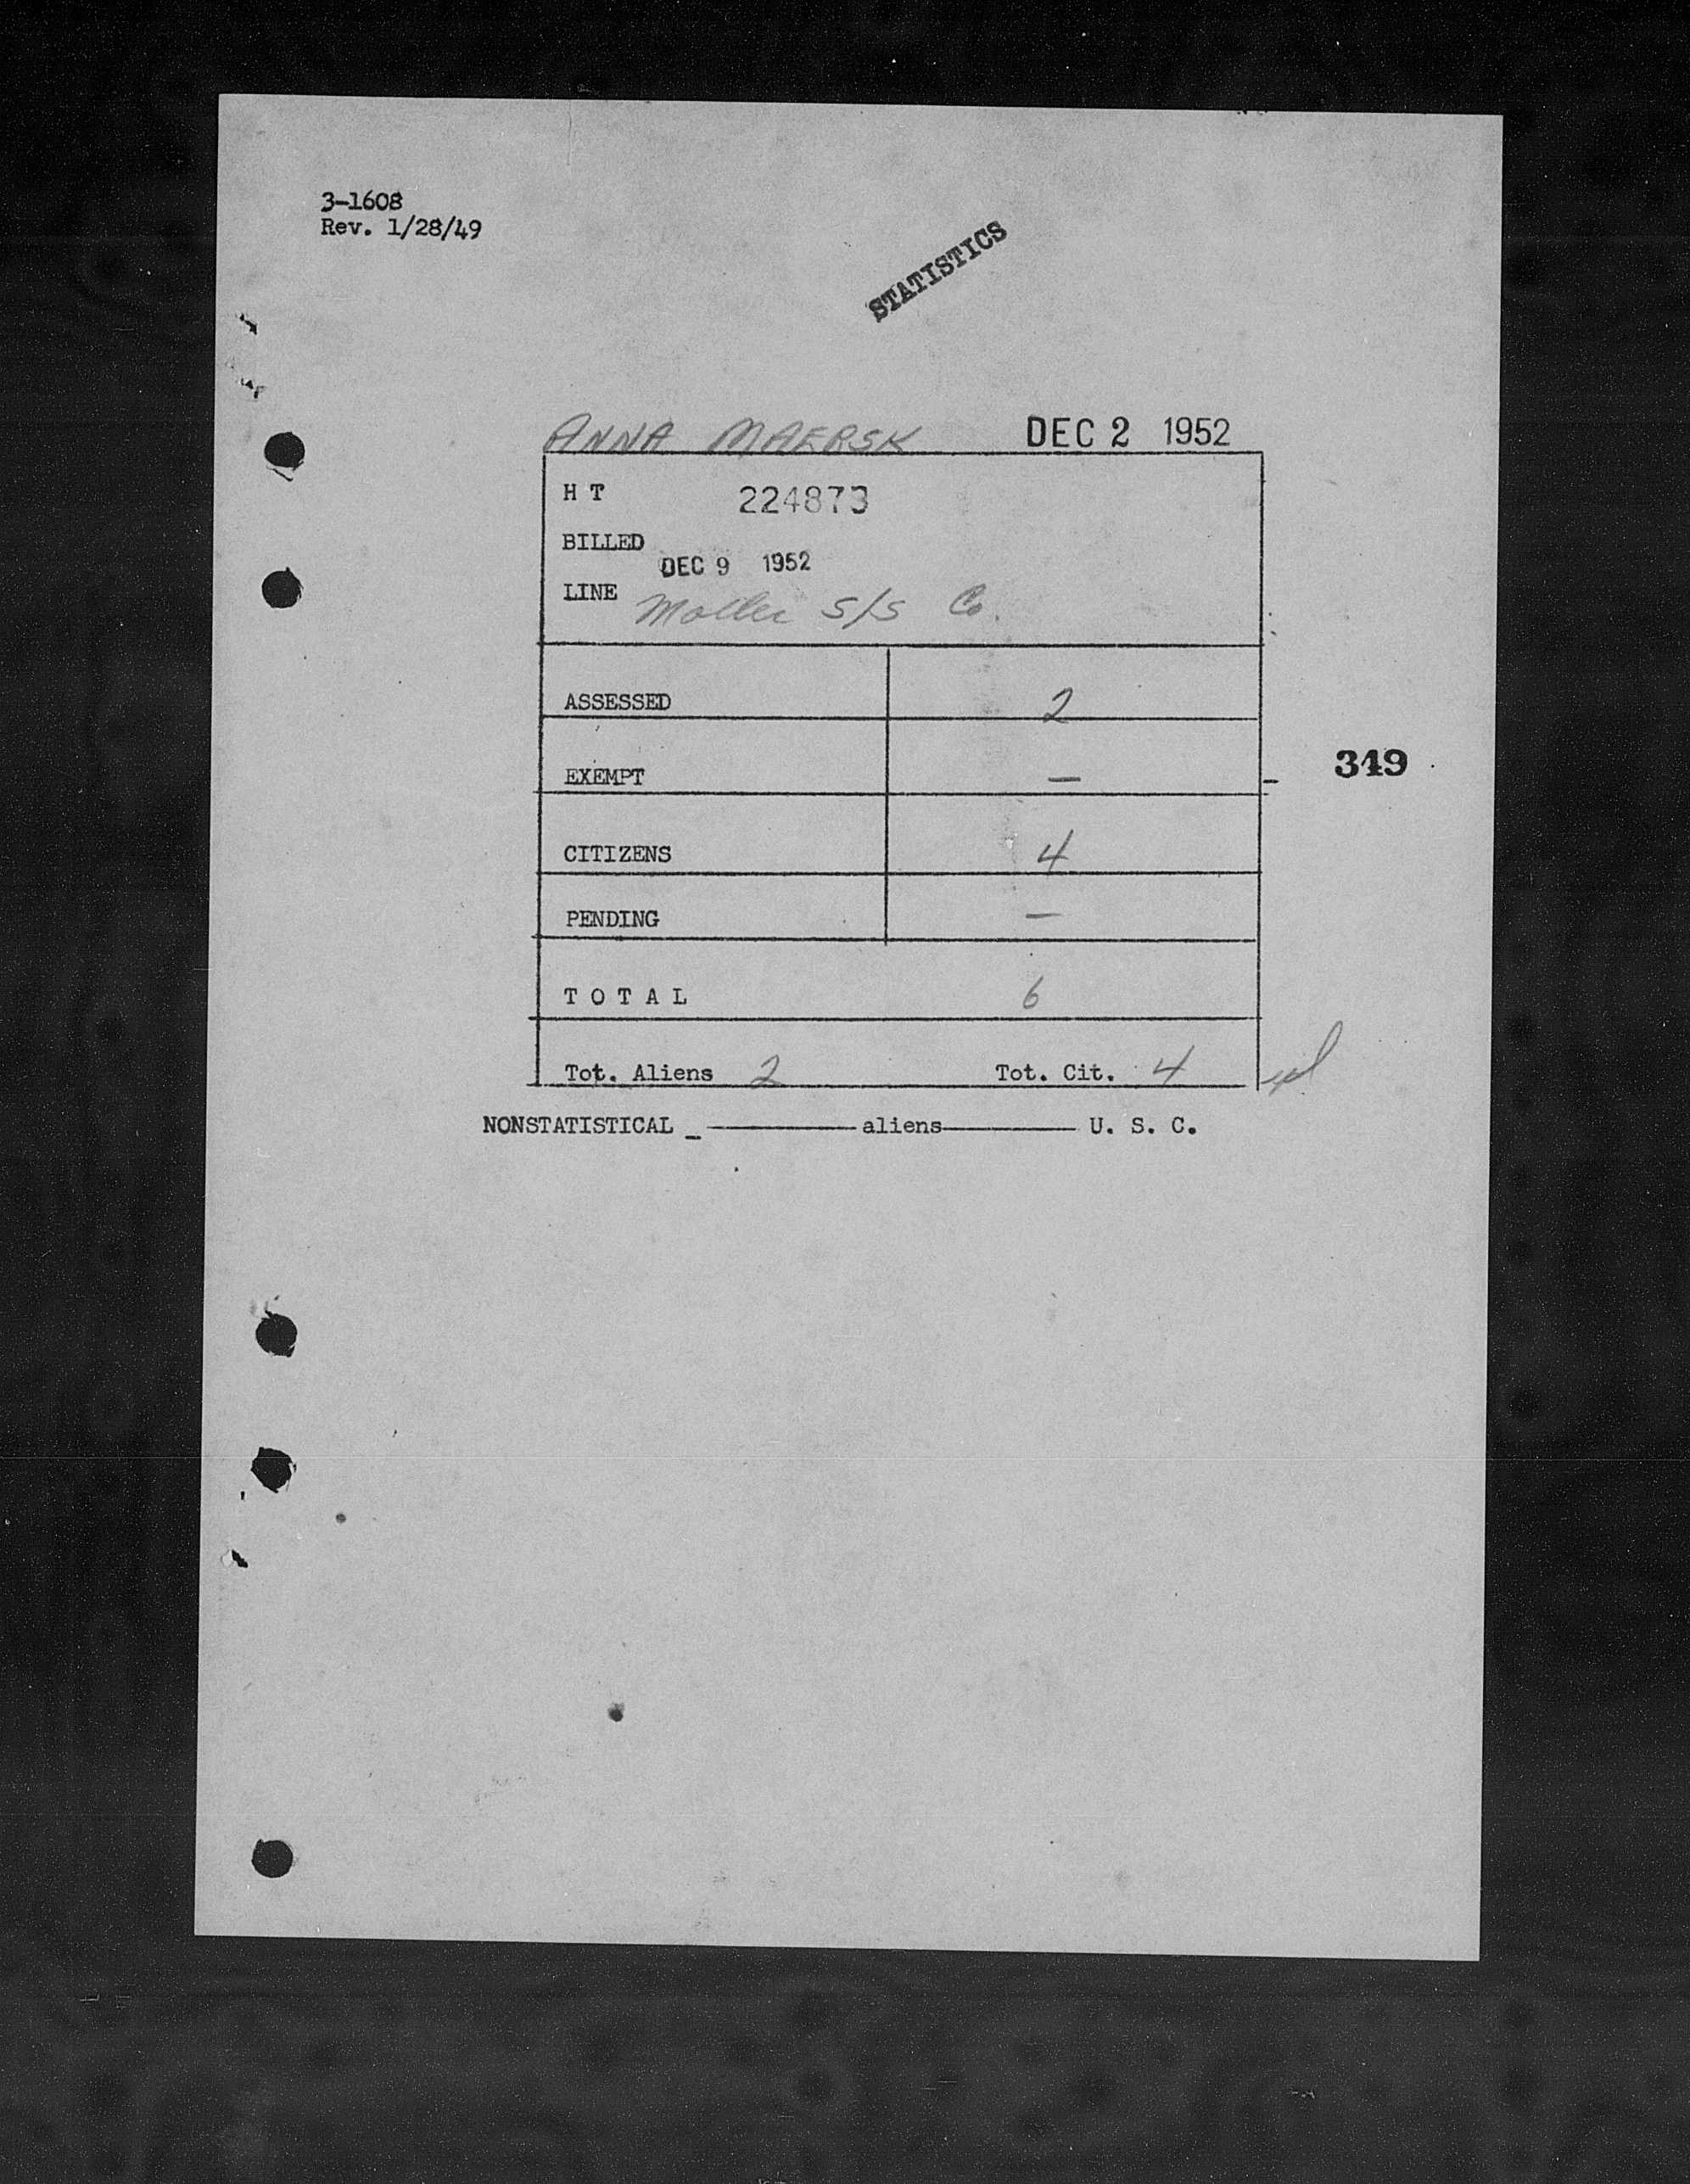 3-1608
Rev. 1/28/49
STATISTICS
ANNA MAERSK DEC 2 1952
H T 224873
BILLED
DEC 9 1952
LINE Moller S/S Co.
ASSESSED 2
EXEMPT —
349
CITIZENS 4
PENDING —
T O T A L 6
Tot. Aliens 2 Tot. Cit. 4
NONSTATISTICAL _ ———— aliens———— U. S. C.